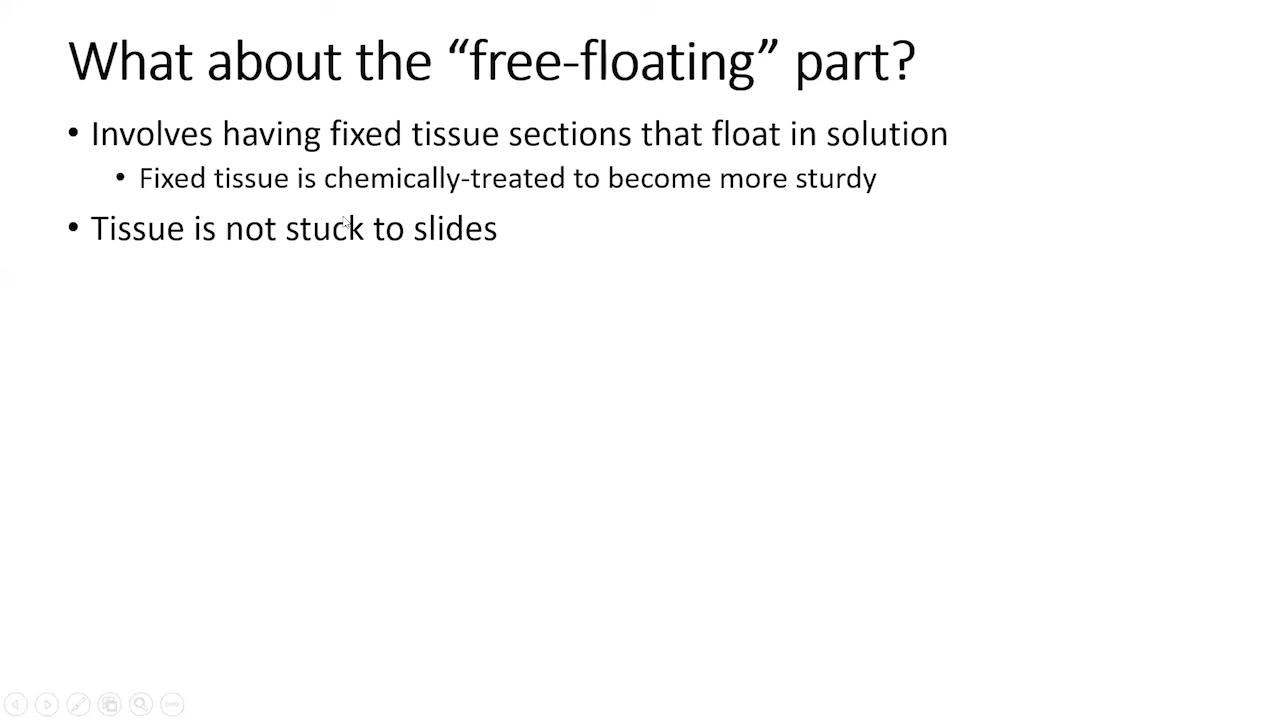 What about the “free-floating” part?
• Involves having fixed tissue sections that float in solution
• Fixed tissue is chemically-treated to become more sturdy
• Tissue is not stuck to slides